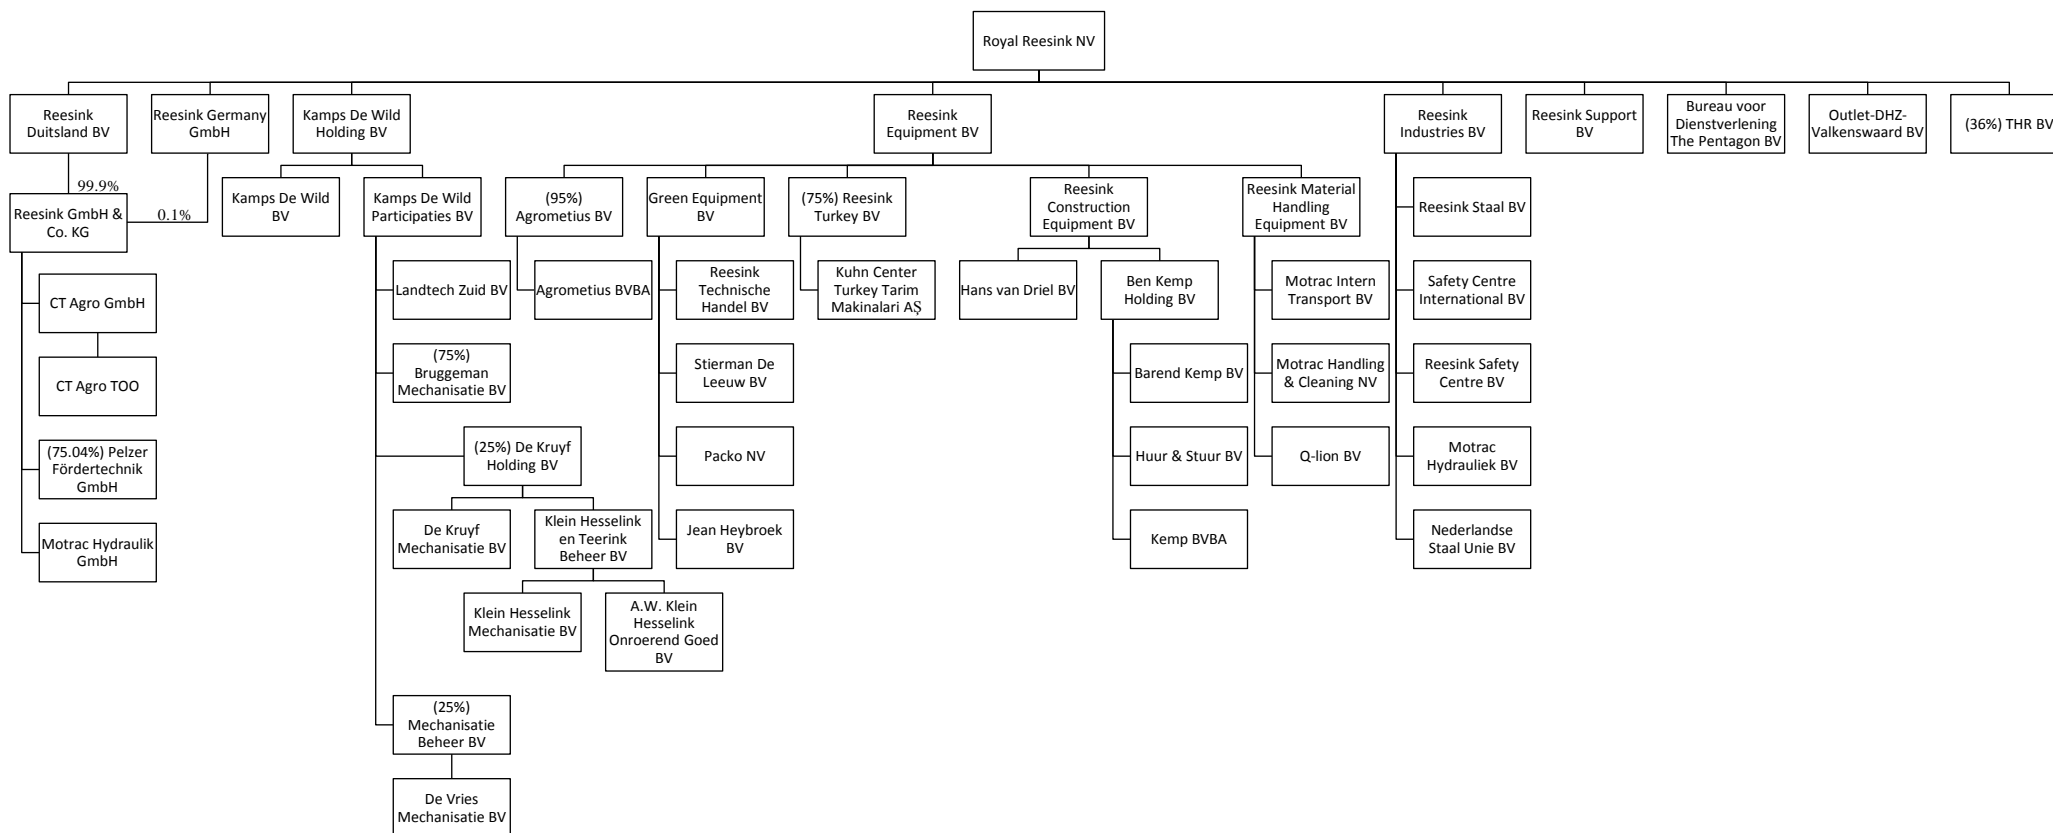 Royal Reesink NV
Reesink
Duitsland BV
Reesink Germany
GmbH
Kamps De Wild
Holding BV
Reesink
Equipment BV
Reesink
Industries BV
Reesink Support
BV
Bureau voor
Dienstverlening
The Pentagon BV
Outlet-DHZ-
Valkenswaard BV
(36%) THR BV
99.9%
0.1%
Reesink GmbH &
Co. KG
Kamps De Wild
BV
Kamps De Wild
Participaties BV
(95%)
Agrometius BV
Green Equipment
BV
(75%) Reesink
Turkey BV
Reesink
Construction
Equipment BV
Reesink Material
Handling
Equipment BV
Reesink Staal BV
CT Agro GmbH
Landtech Zuid BV
Agrometius BVBA
Reesink
Technische
Handel BV
Kuhn Center
Turkey Tarim
Makinalari AŞ
Hans van Driel BV
Ben Kemp
Holding BV
Motrac Intern
Transport BV
Safety Centre
International BV
CT Agro TOO
(75%)
Bruggeman
Mechanisatie BV
Stierman De
Leeuw BV
Barend Kemp BV
Motrac Handling
& Cleaning NV
Reesink Safety
Centre BV
(75.04%) Pelzer
Fördertechnik
GmbH
(25%) De Kruyf
Holding BV
Packo NV
Huur & Stuur BV
Q-lion BV
Motrac
Hydrauliek BV
Motrac Hydraulik
GmbH
De Kruyf
Mechanisatie BV
Klein Hesselink
en Teerink
Beheer BV
Jean Heybroek
BV
Kemp BVBA
Nederlandse
Staal Unie BV
Klein Hesselink
Mechanisatie BV
A.W. Klein
Hesselink
Onroerend Goed
BV
(25%)
Mechanisatie
Beheer BV
De Vries
Mechanisatie BV